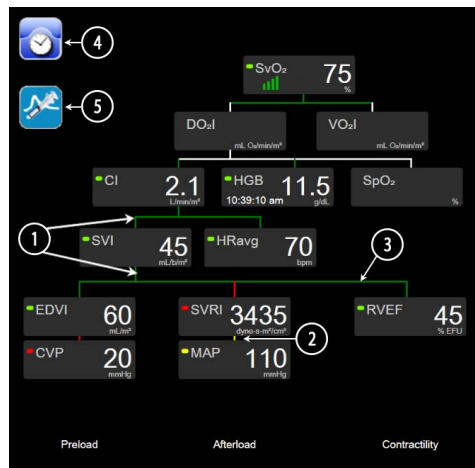 4
SvO₂ 75
%
5
DO₂I
mL O₂/min/m²
VO₂I
mL O₂/min/m²
CI 2.1
L/min/m²
HGB 11.5
10:39:10 am g/dL
SpO₂
%
1
SVI 45
mL/b/m²
HRavg 70
bpm
3
EDVI 60
mL/m²
SVRI 3435
dyne-s-m²/cm⁵
RVEF 45
% EFU
2
CVP 20
mmHg
MAP 110
mmHg
Preload Afterload Contractility